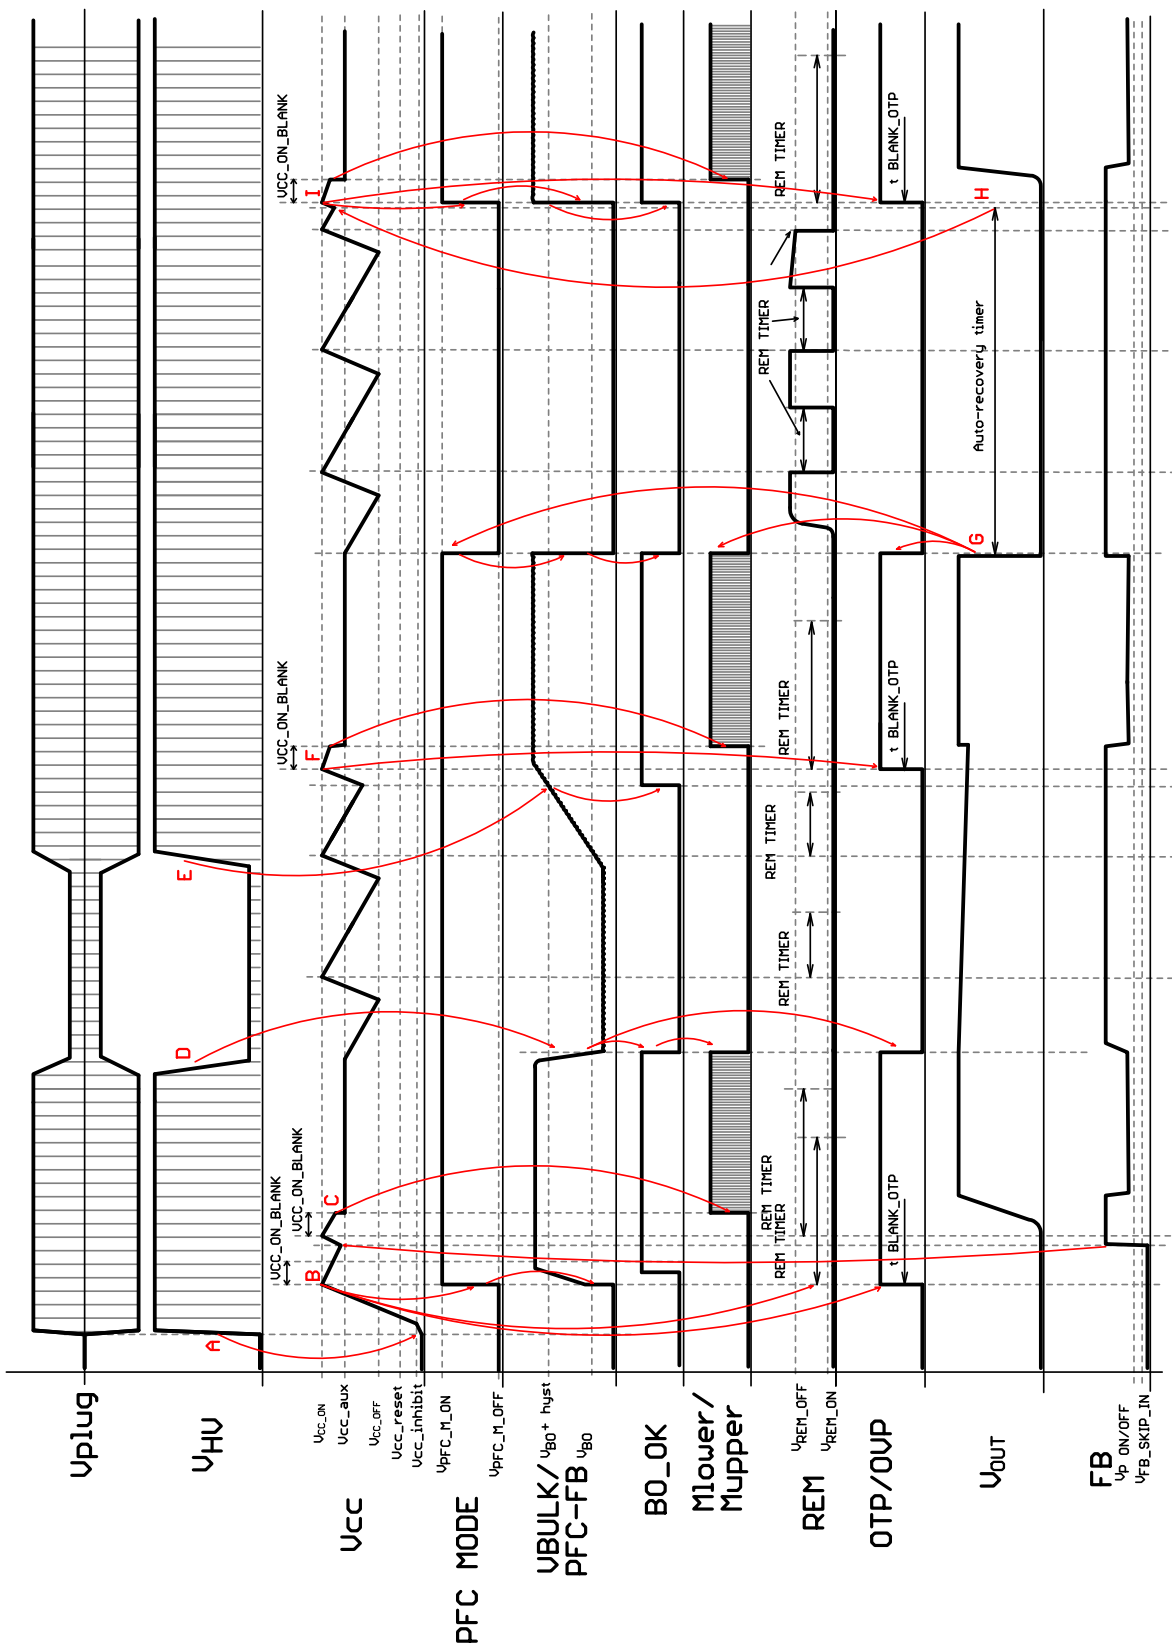 Vplug
VHV
Vcc
VCC_ON
Vcc_aux
VCC_OFF
Vcc_reset
Vcc_inhibit
PFC MODE
VPFC_M_ON
VPFC_M_OFF
VBULK/
PFC-FB
VBO + hyst
VBO
BO_OK
Mlower/
Mupper
REM
VREM_OFF
VREM_ON
OTP/OVP
VOUT
FB
VP ON/OFF
VFB_SKIP_IN
A
B
C
D
E
F
G
H
I
VCC_ON_BLANK
VCC_ON_BLANK
VCC_ON_BLANK
VCC_ON_BLANK
REM TIMER
REM TIMER
REM TIMER
REM TIMER
REM TIMER
REM TIMER
REM TIMER
t BLANK_OTP
t BLANK_OTP
t BLANK_OTP
Auto-recovery timer